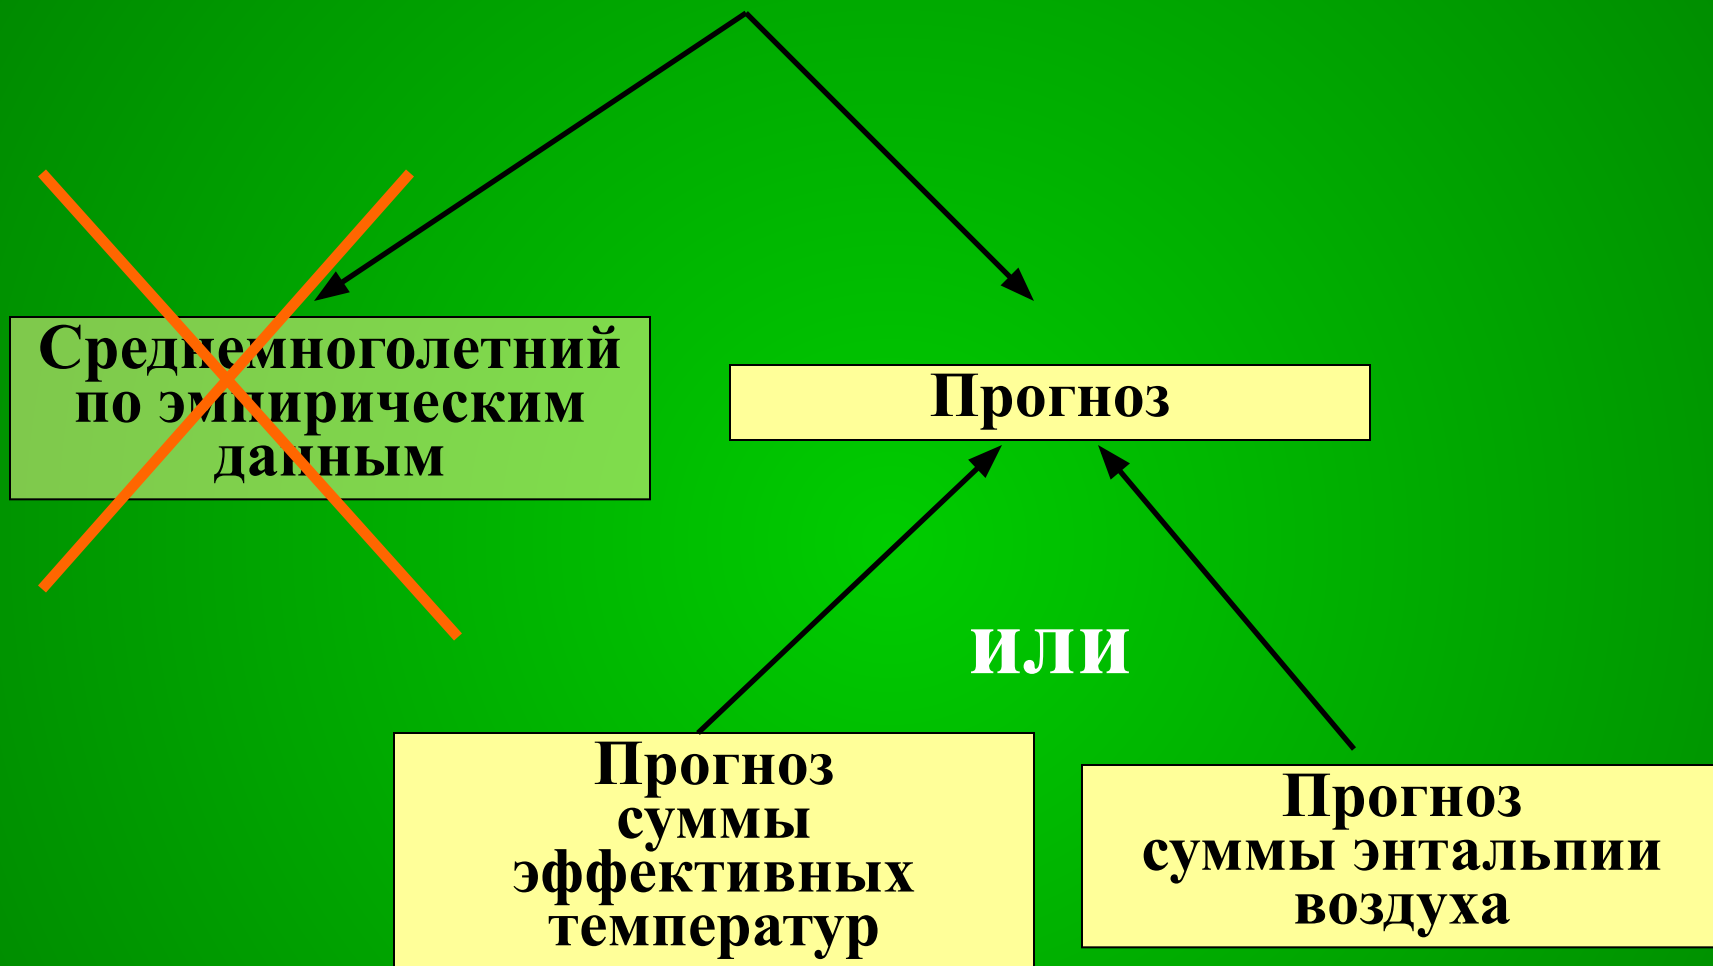 Среднемноголетний
по эмпирическим
данным
Прогноз
или
Прогноз
суммы
эффективных
температур
Прогноз
суммы энтальпии
воздуха